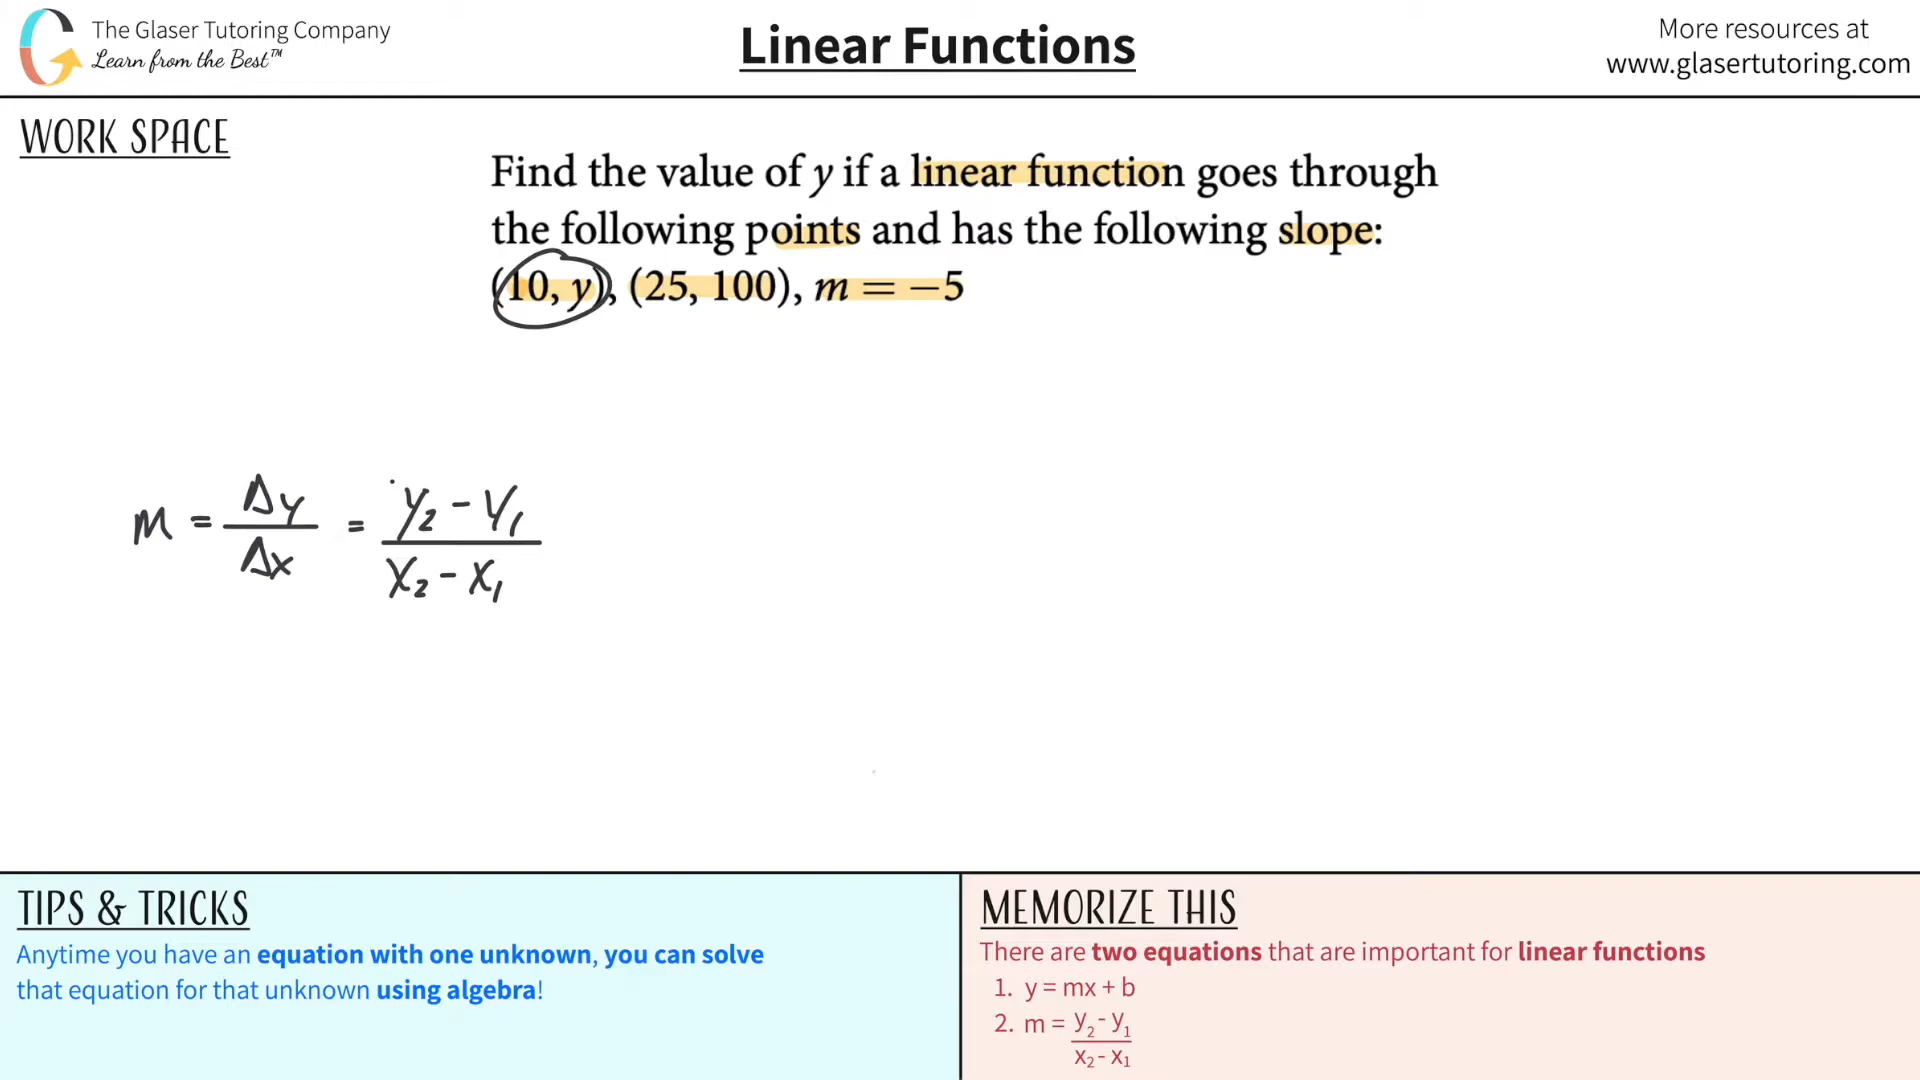 The Glaser Tutoring Company
Learn from the Best™
Linear Functions
More resources at
www.glasertutoring.com
WORK SPACE
Find the value of y if a linear function goes through
the following points and has the following slope:
(10, y), (25, 100), m = −5
m = Δy/Δx = y₂ - y₁/x₂ - x₁
TIPS & TRICKS
Anytime you have an equation with one unknown, you can solve
that equation for that unknown using algebra!
MEMORIZE THIS
There are two equations that are important for linear functions
1. y = mx + b
2. m = y₂ - y₁
x₂ - x₁